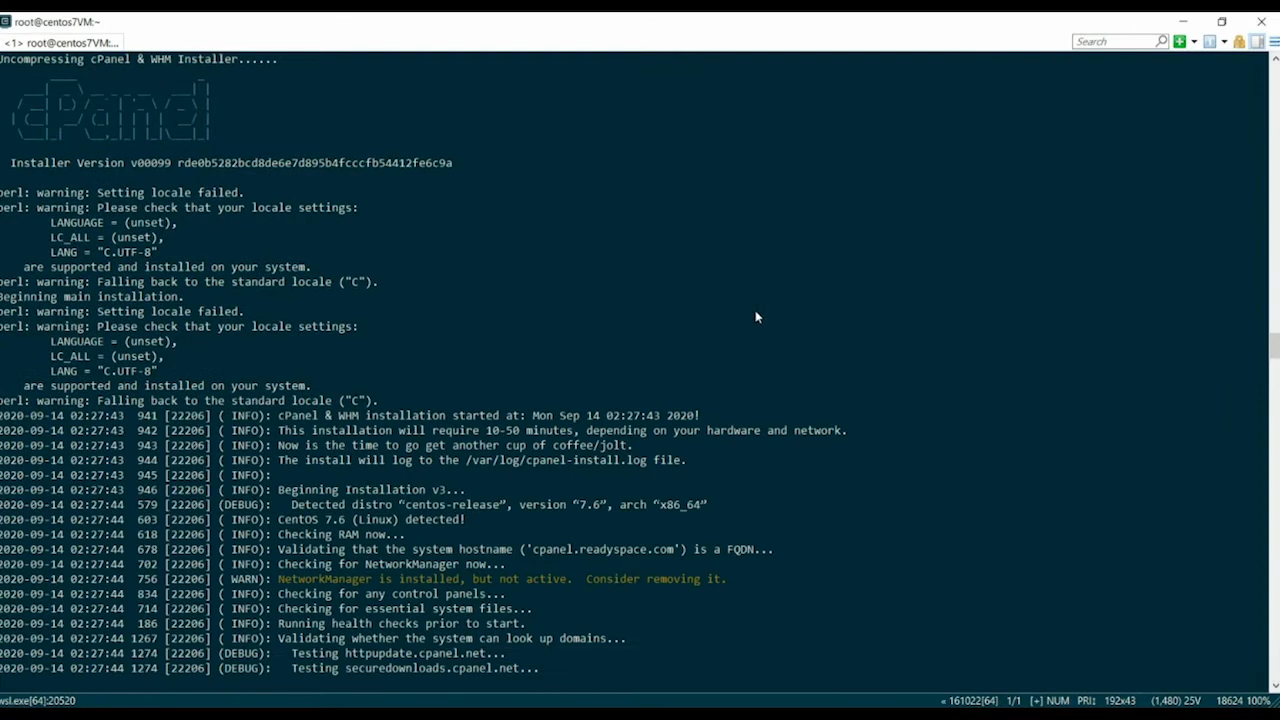 root@centos7VM:~
<1> root@centos7VM:...
Search
Uncompressing cPanel & WHM Installer......
cPanel
Installer Version v00099 rde0b5282bcd8de6e7d895b4fcccfb54412fe6c9a
perl: warning: Setting locale failed.
perl: warning: Please check that your locale settings:
LANGUAGE = (unset),
LC_ALL = (unset),
LANG = "C.UTF-8"
are supported and installed on your system.
perl: warning: Falling back to the standard locale ("C").
Beginning main installation.
perl: warning: Setting locale failed.
perl: warning: Please check that your locale settings:
LANGUAGE = (unset),
LC_ALL = (unset),
LANG = "C.UTF-8"
are supported and installed on your system.
perl: warning: Falling back to the standard locale ("C").
2020-09-14 02:27:43  941 [22206] ( INFO): cPanel & WHM installation started at: Mon Sep 14 02:27:43 2020!
2020-09-14 02:27:43  942 [22206] ( INFO): This installation will require 10-50 minutes, depending on your hardware and network.
2020-09-14 02:27:43  943 [22206] ( INFO): Now is the time to go get another cup of coffee/jolt.
2020-09-14 02:27:43  944 [22206] ( INFO): The install will log to the /var/log/cpanel-install.log file.
2020-09-14 02:27:43  945 [22206] ( INFO):
2020-09-14 02:27:43  946 [22206] ( INFO): Beginning Installation v3...
2020-09-14 02:27:44  579 [22206] (DEBUG):   Detected distro “centos-release”, version “7.6”, arch “x86_64”
2020-09-14 02:27:44  603 [22206] ( INFO): CentOS 7.6 (Linux) detected!
2020-09-14 02:27:44  618 [22206] ( INFO): Checking RAM now...
2020-09-14 02:27:44  678 [22206] ( INFO): Validating that the system hostname ('cpanel.readyspace.com') is a FQDN...
2020-09-14 02:27:44  702 [22206] ( INFO): Checking for NetworkManager now...
2020-09-14 02:27:44  756 [22206] ( WARN): NetworkManager is installed, but not active.  Consider removing it.
2020-09-14 02:27:44  834 [22206] ( INFO): Checking for any control panels...
2020-09-14 02:27:44  714 [22206] ( INFO): Checking for essential system files...
2020-09-14 02:27:44  186 [22206] ( INFO): Running health checks prior to start.
2020-09-14 02:27:44 1267 [22206] ( INFO): Validating whether the system can look up domains...
2020-09-14 02:27:44 1274 [22206] (DEBUG):   Testing httpupdate.cpanel.net...
2020-09-14 02:27:44 1274 [22206] (DEBUG):   Testing securedownloads.cpanel.net...
wsl.exe[64]:20520
« 161022[64] 1/1 [+] NUM PRI: 192x43 (1,480) 25V 18624 100%